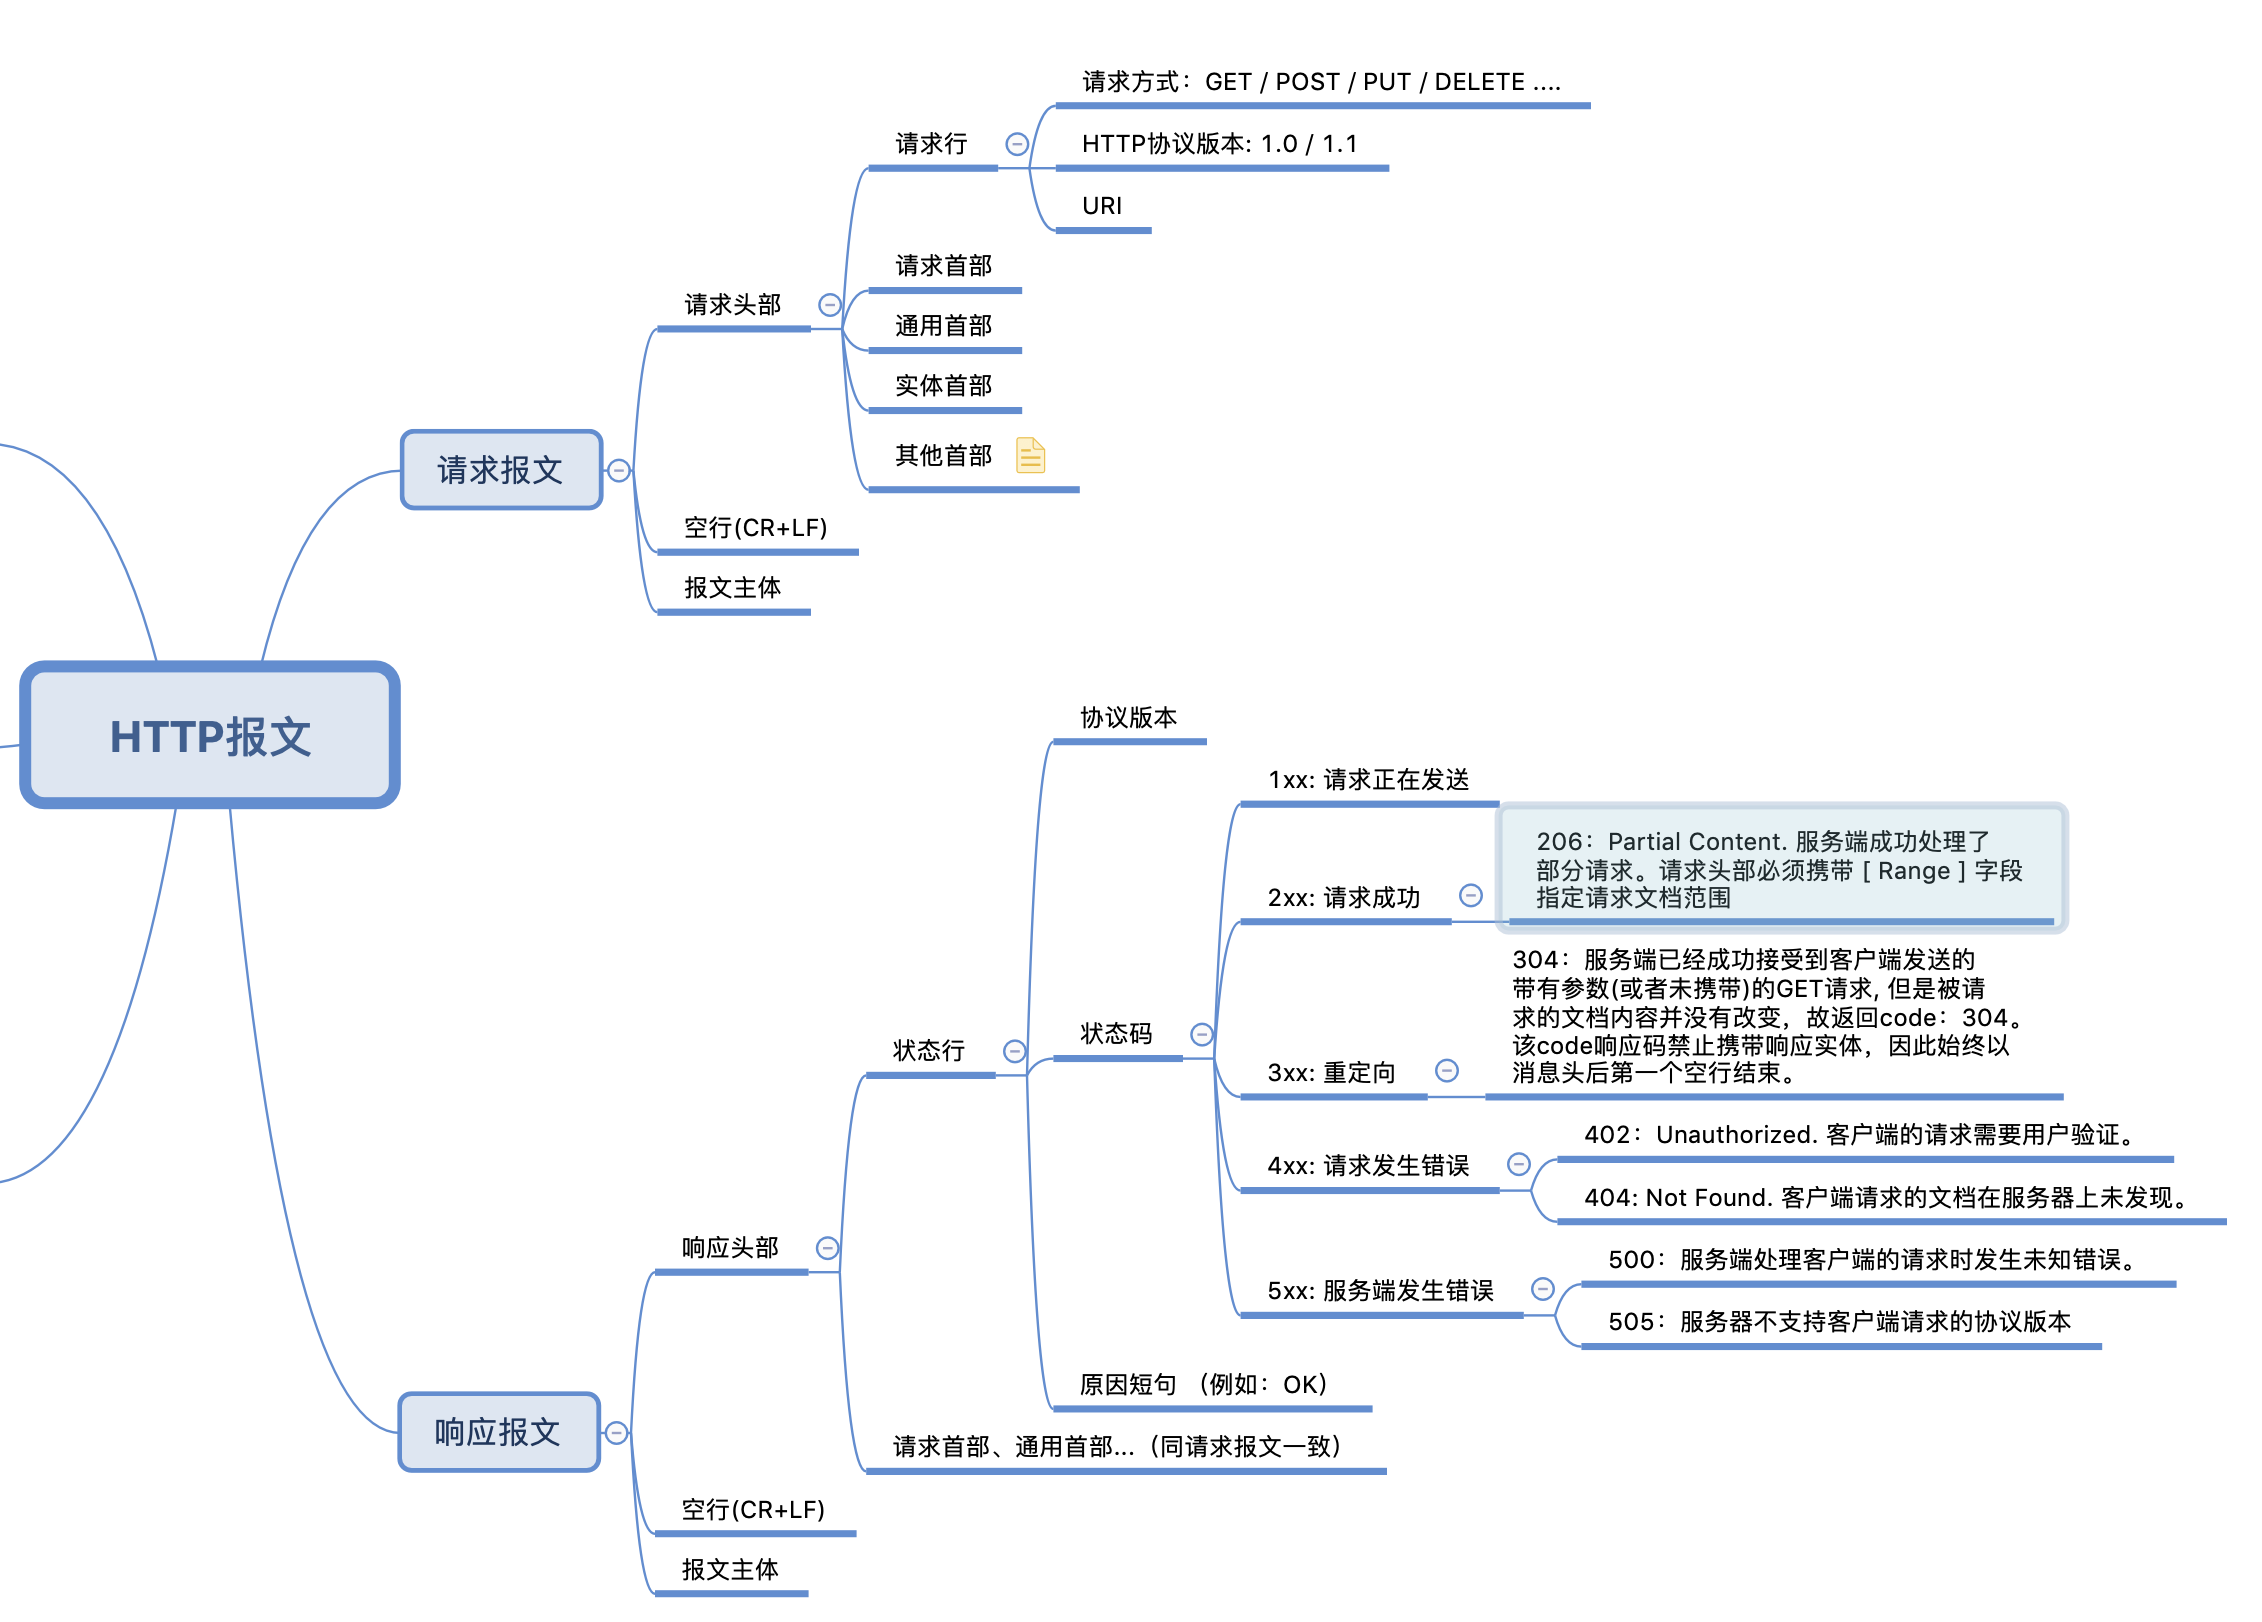 HTTP报文
请求报文
请求头部
请求行
请求方式：GET / POST / PUT / DELETE ....
HTTP协议版本: 1.0 / 1.1
URI
请求首部
通用首部
实体首部
其他首部
空行(CR+LF)
报文主体
响应报文
响应头部
状态行
协议版本
状态码
1xx: 请求正在发送
2xx: 请求成功
206：Partial Content. 服务端成功处理了
部分请求。请求头部必须携带 [ Range ] 字段
指定请求文档范围
3xx: 重定向
304：服务端已经成功接受到客户端发送的
带有参数(或者未携带)的GET请求, 但是被请
求的文档内容并没有改变，故返回code：304。
该code响应码禁止携带响应实体，因此始终以
消息头后第一个空行结束。
4xx: 请求发生错误
402：Unauthorized. 客户端的请求需要用户验证。
404: Not Found. 客户端请求的文档在服务器上未发现。
5xx: 服务端发生错误
500：服务端处理客户端的请求时发生未知错误。
505：服务器不支持客户端请求的协议版本
原因短句 （例如：OK）
请求首部、通用首部...（同请求报文一致）
空行(CR+LF)
报文主体